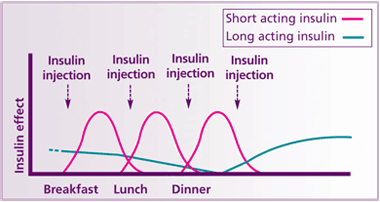 Short acting insulin
Long acting insulin
Insulin injection
Insulin injection
Insulin injection
Insulin injection
Insulin effect
Breakfast Lunch Dinner